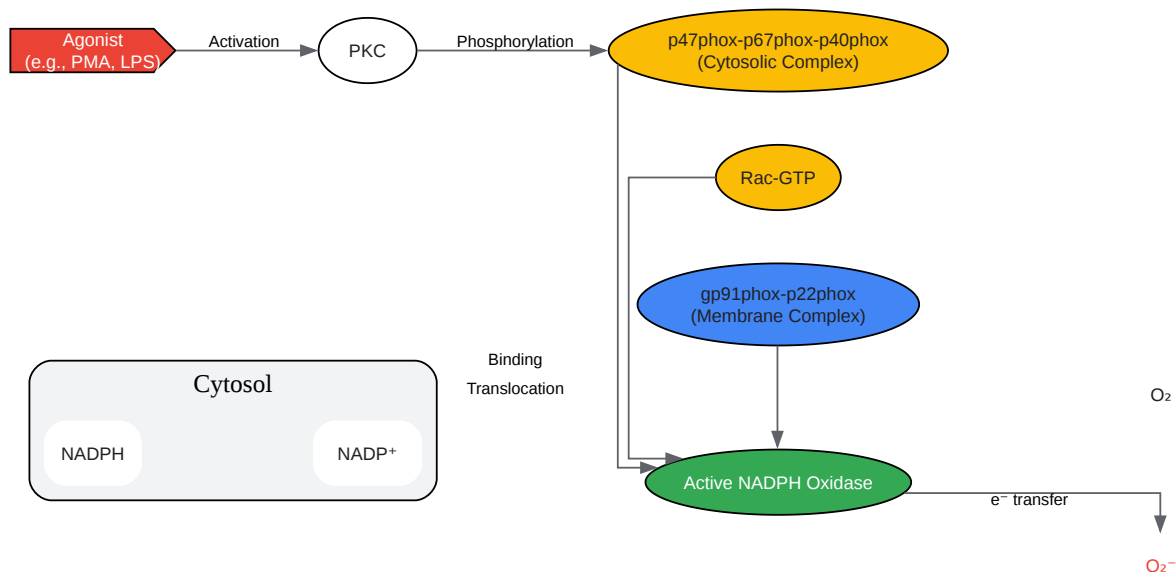 Agonist
(e.g., PMA, LPS)
Activation
PKC
Phosphorylation
p47phox-p67phox-p40phox
(Cytosolic Complex)
Rac-GTP
gp91phox-p22phox
(Membrane Complex)
Binding
Translocation
Cytosol
NADPH
NADP⁺
O₂
Active NADPH Oxidase
e⁻ transfer
O₂⁻